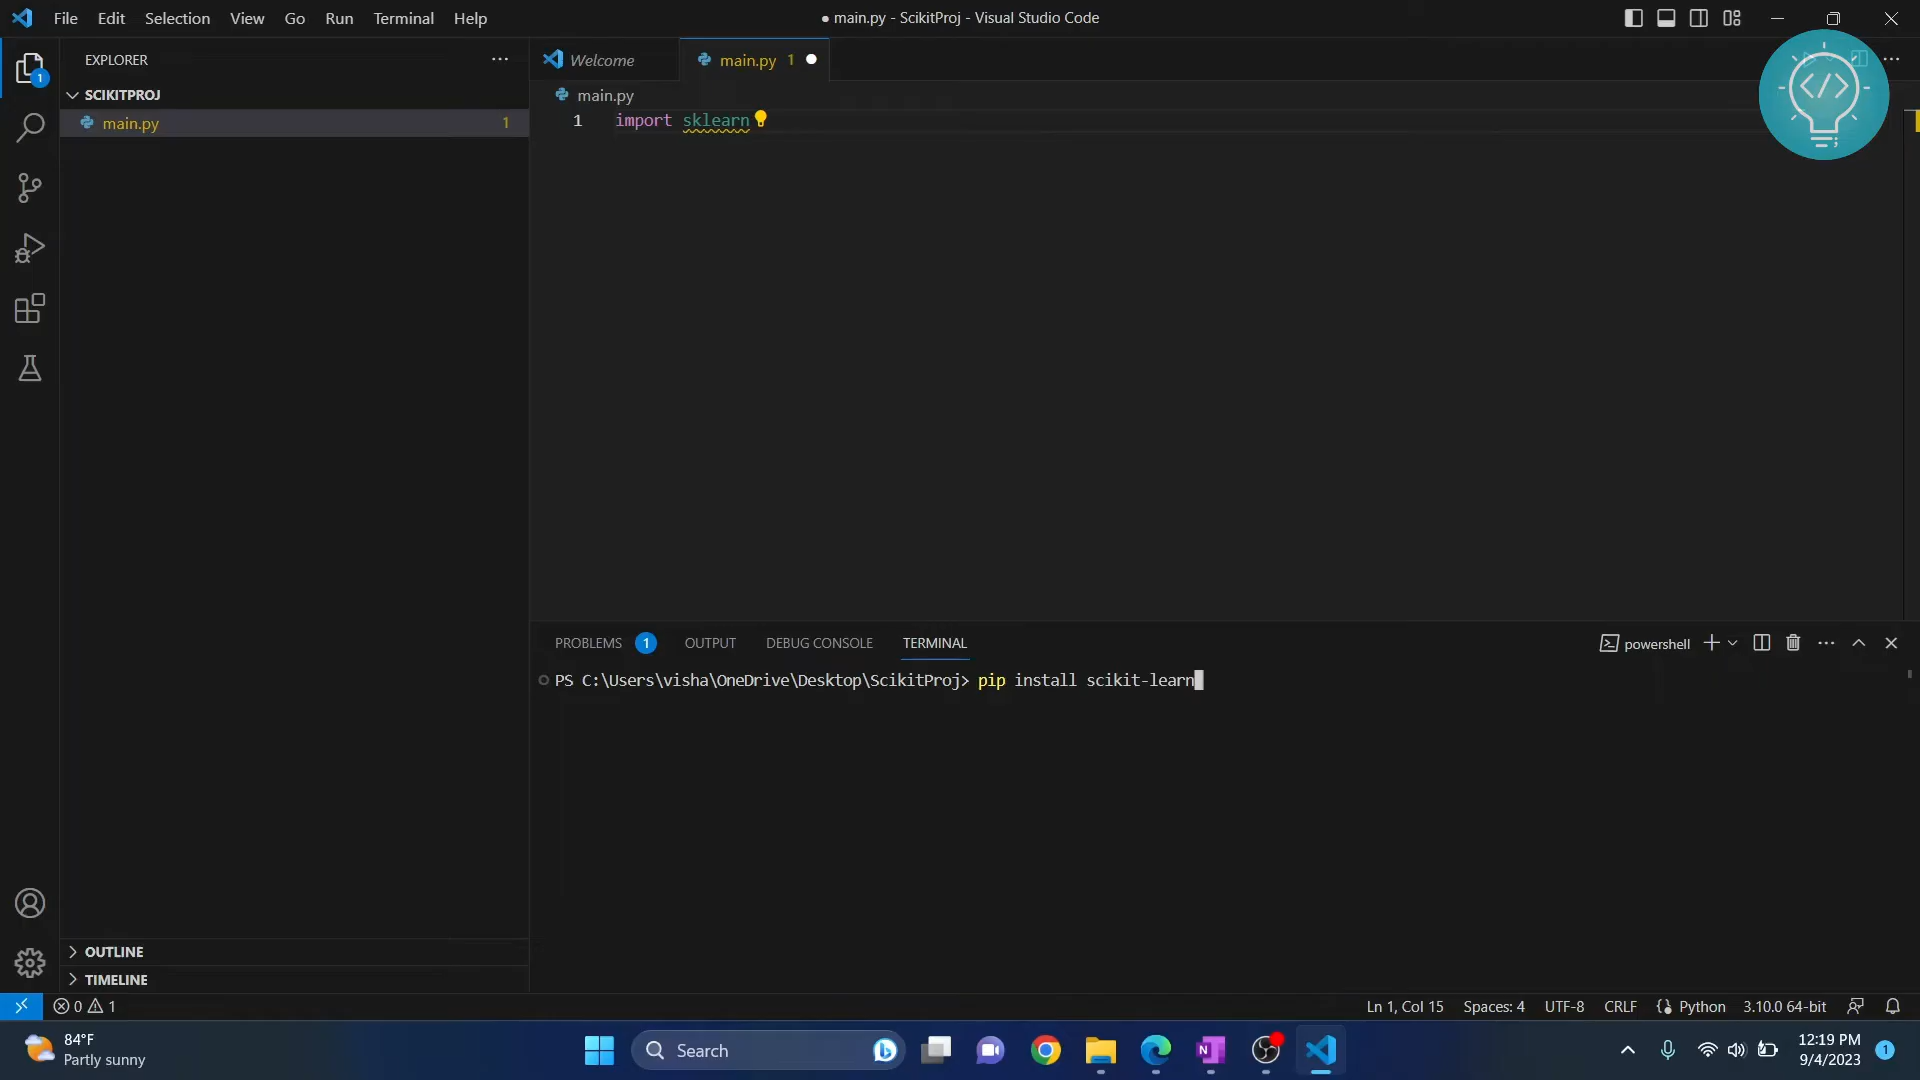 File Edit Selection View Go Run Terminal Help
● main.py - ScikitProj - Visual Studio Code
EXPLORER
Welcome
main.py 1
SCIKITPROJ
main.py
main.py 1
1 import sklearn
PROBLEMS 1 OUTPUT DEBUG CONSOLE TERMINAL
powershell
PS C:\Users\visha\OneDrive\Desktop\ScikitProj> pip install scikit-learn
OUTLINE
TIMELINE
0 1
Ln 1, Col 15 Spaces: 4 UTF-8 CRLF Python 3.10.0 64-bit
84°F
Partly sunny
Search
12:19 PM
9/4/2023
1